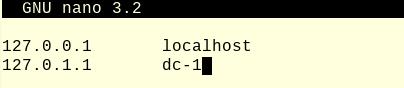 GNU nano 3.2
127.0.0.1 localhost
127.0.1.1 dc-1